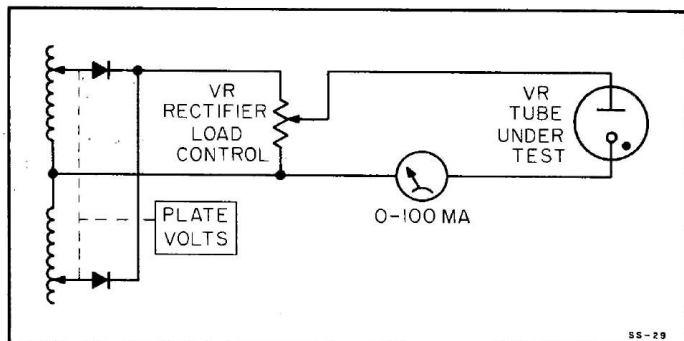 VR
RECTIFIER
LOAD
CONTROL
VR
TUBE
UNDER
TEST
PLATE
VOLTS
0-100 MA
SS-29